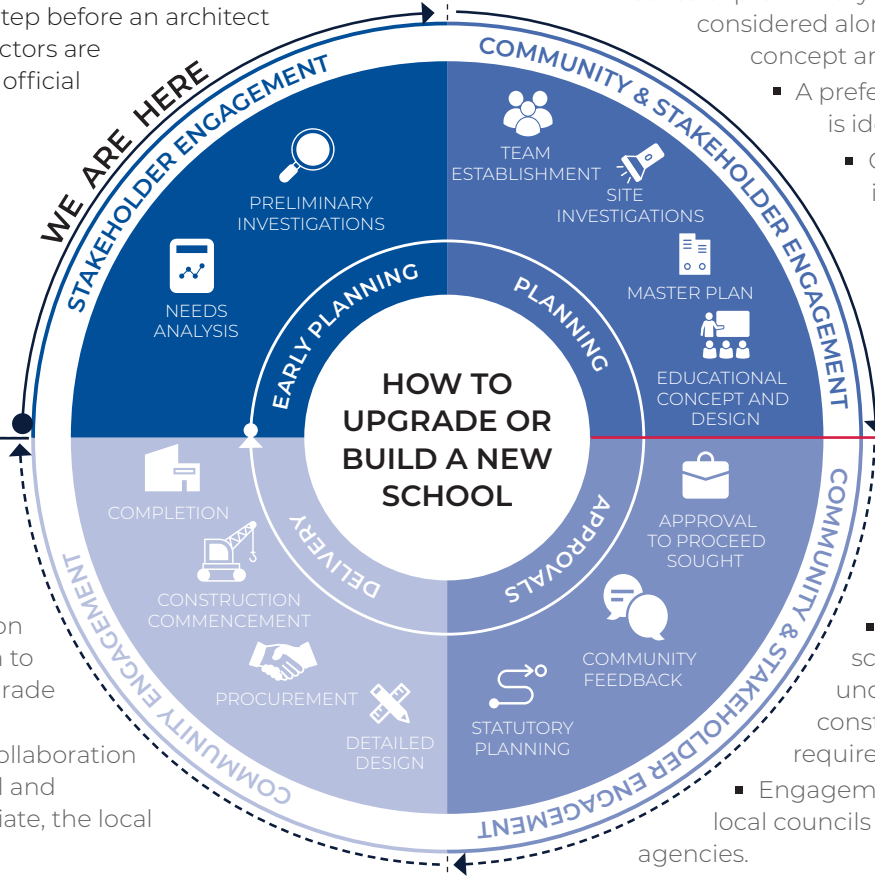 step before an architect
ctors are
official
considered alon
concept ar
A prefe
is id
WE ARE HERE
STAKEHOLDER ENGAGEMENT
COMMUNITY & STAKEHOLDER ENGAGEMENT
PRELIMINARY
INVESTIGATIONS
NEEDS
ANALYSIS
EARLY PLANNING
TEAM
ESTABLISHMENT
SITE
INVESTIGATIONS
MASTER PLAN
EDUCATIONAL
CONCEPT AND
DESIGN
PLANNING
HOW TO
UPGRADE OR
BUILD A NEW
SCHOOL
APPROVAL
TO PROCEED
SOUGHT
COMMUNITY
FEEDBACK
STATUTORY
PLANNING
APPROVALS
COMMUNITY & STAKEHOLDER ENGAGEMENT
DETAILED
DESIGN
PROCUREMENT
CONSTRUCTION
COMMENCEMENT
COMPLETION
DELIVERY
COMMUNITY ENGAGEMENT
on
to
rade
ollaboration
and
iate, the local
sc
und
const
require
Engagem
local councils
agencies.